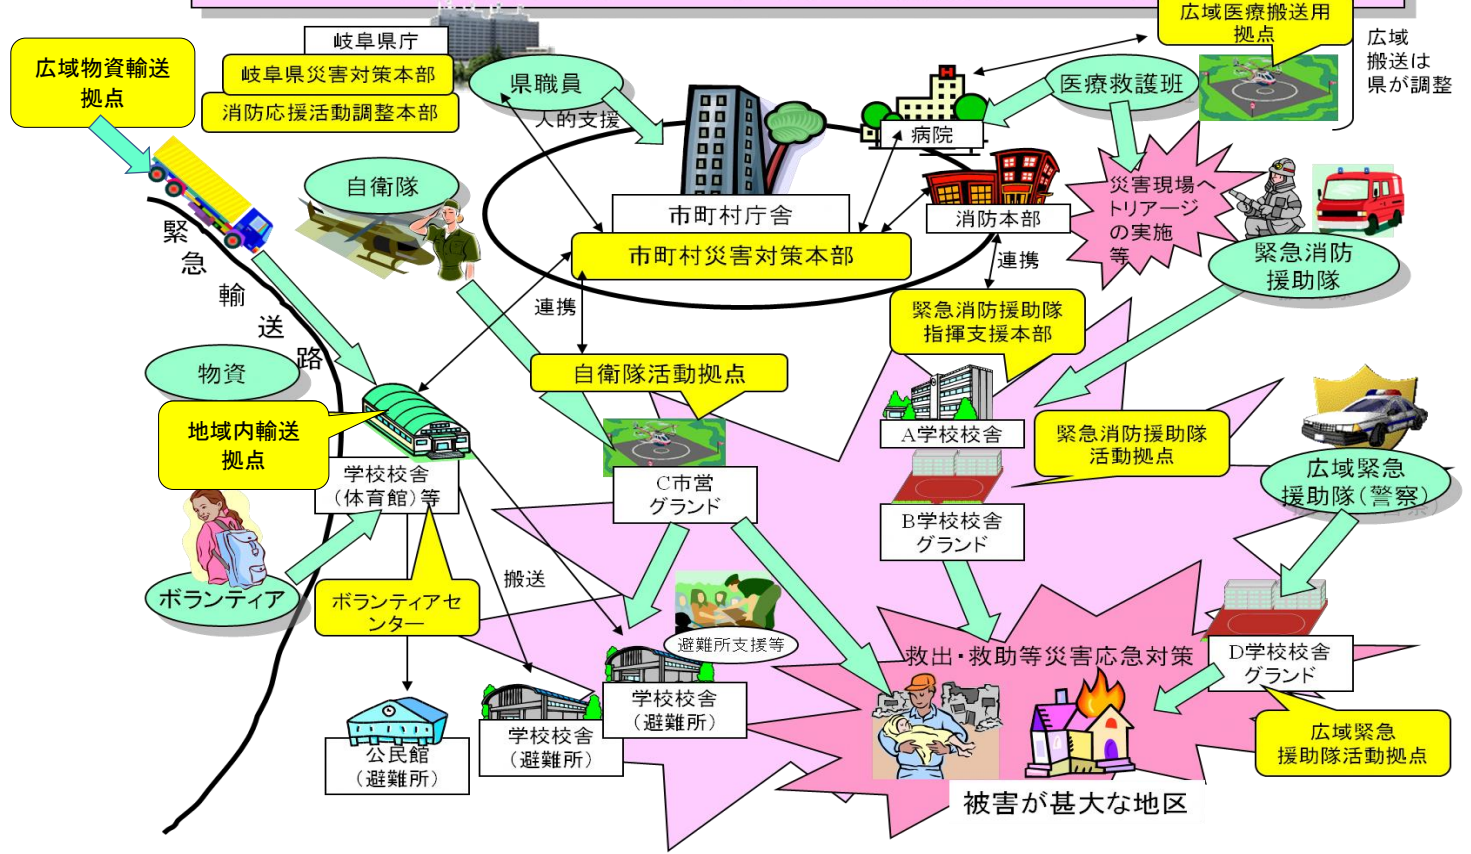 岐阜県庁
岐阜県災害対策本部
消防応援活動調整本部
広域物資輸送
拠点
県職員
人的支援
医療救護班
広域医療搬送用
拠点
広域
搬送は
県が調整
病院
自衛隊
市町村庁舎
市町村災害対策本部
消防本部
災害現場へ
トリアージ
の実施
等
緊急消防
援助隊
緊急輸送路
連携
連携
緊急消防援助隊
指揮支援本部
物資
自衛隊活動拠点
地域内輸送
拠点
A学校校舎
緊急消防援助隊
活動拠点
広域緊急
援助隊(警察)
学校校舎
(体育館)等
C市営
グランド
B学校校舎
グランド
ボランティア
ボランティアセ
ンター
搬送
避難所支援等
救出・救助等災害応急対策
D学校校舎
グランド
学校校舎
(避難所)
学校校舎
(避難所)
公民館
(避難所)
広域緊急
援助隊活動拠点
被害が甚大な地区